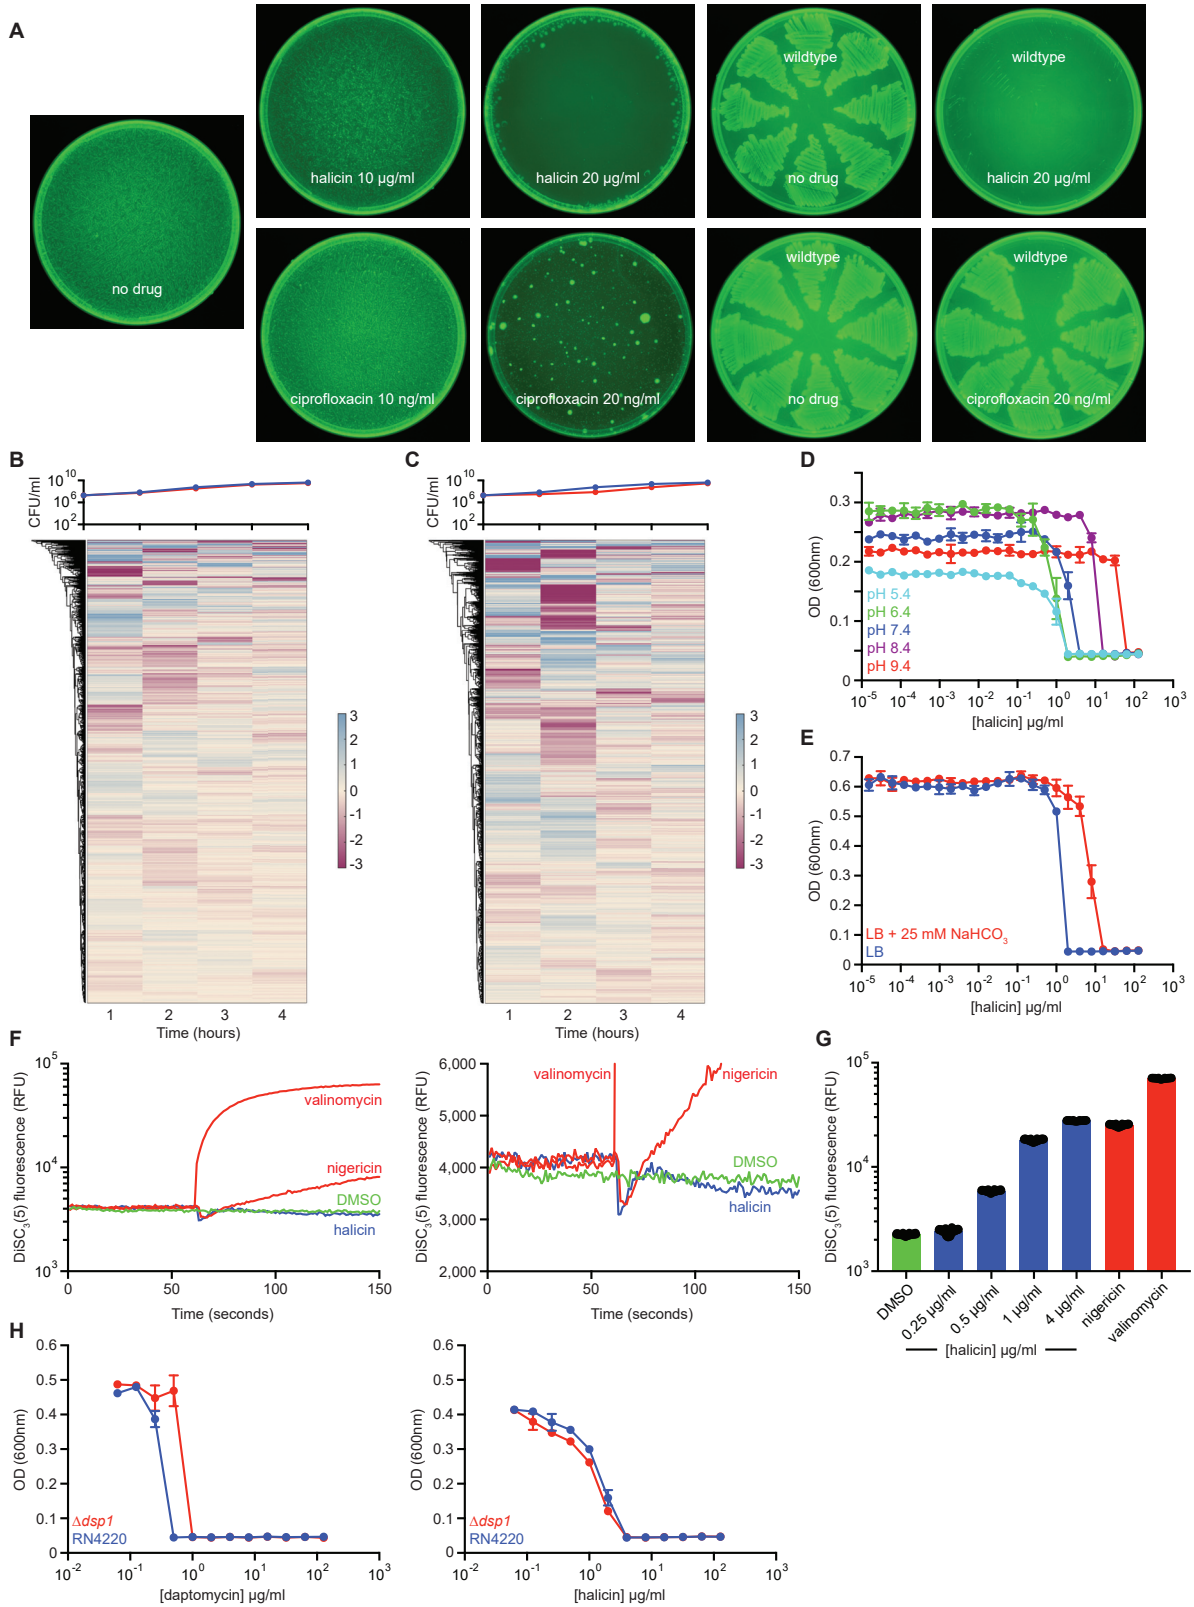 A
no drug
halicin 10 µg/ml
halicin 20 µg/ml
wildtype
no drug
wildtype
halicin 20 µg/ml
ciprofloxacin 10 ng/ml
ciprofloxacin 20 ng/ml
wildtype
no drug
wildtype
ciprofloxacin 20 ng/ml
B
CFU/ml
10^10
10^6
10^2
3
2
1
0
-1
-2
-3
1 2 3 4
Time (hours)
C
CFU/ml
10^10
10^6
10^2
3
2
1
0
-1
-2
-3
1 2 3 4
Time (hours)
D
OD (600nm)
0.3
0.2
0.1
0
pH 5.4
pH 6.4
pH 7.4
pH 8.4
pH 9.4
10^-5 10^-4 10^-3 10^-2 10^-1 10^0 10^1 10^2 10^3
[halicin] µg/ml
E
OD (600nm)
0.7
0.6
0.5
0.4
0.3
0.2
0.1
0
LB + 25 mM NaHCO3
LB
10^-5 10^-4 10^-3 10^-2 10^-1 10^0 10^1 10^2 10^3
[halicin] µg/ml
F
DiSC3(5) fluorescence (RFU)
10^5
10^4
10^3
valinomycin
nigericin
DMSO
halicin
0 50 100 150
Time (seconds)
DiSC3(5) fluorescence (RFU)
6,000
5,000
4,000
3,000
2,000
valinomycin
nigericin
DMSO
halicin
0 50 100 150
Time (seconds)
G
DiSC3(5) fluorescence (RFU)
10^5
10^4
10^3
DMSO
0.25 µg/ml
0.5 µg/ml
1 µg/ml
4 µg/ml
nigericin
valinomycin
[halicin] µg/ml
H
OD (600nm)
0.6
0.5
0.4
0.3
0.2
0.1
0
Δdsp1
RN4220
10^-2 10^-1 10^0 10^1 10^2 10^3
[daptomycin] µg/ml
OD (600nm)
0.6
0.5
0.4
0.3
0.2
0.1
0
Δdsp1
RN4220
10^-2 10^-1 10^0 10^1 10^2 10^3
[halicin] µg/ml